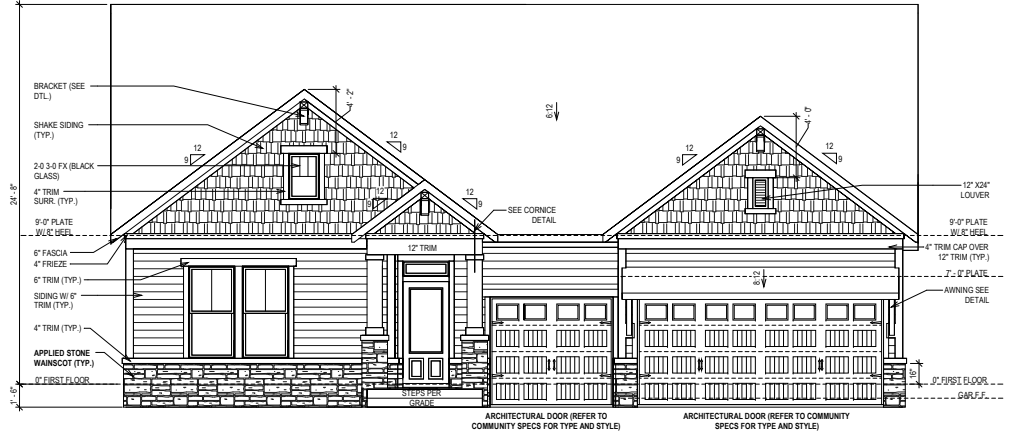 BRACKET (SEE
DTL.)
SHAKE SIDING
(TYP.)
2-0 3-0 FX (BLACK
GLASS)
4" TRIM
SURR. (TYP.)
9'-0" PLATE
W/ 8" HEEL
6" FASCIA
4" FRIEZE
6" TRIM (TYP.)
SIDING W/ 6"
TRIM (TYP.)
4" TRIM (TYP.)
APPLIED STONE
WAINSCOT (TYP.)
0" FIRST FLOOR
24' - 8"
1' - 6"
4' - 2"
12
9
12
9
12
9
12
9
SEE CORNICE
DETAIL
12" TRIM
STEPS PER
GRADE
6:12
4' - 0"
12
9
12
9
12" X24"
LOUVER
9'-0" PLATE
W/ 8" HEEL
4" TRIM CAP OVER
12" TRIM (TYP.)
7' - 0" PLATE
8:12
AWNING SEE
DETAIL
16"
0" FIRST FLOOR
GAR F.F.
ARCHITECTURAL DOOR (REFER TO
COMMUNITY SPECS FOR TYPE AND STYLE)
ARCHITECTURAL DOOR (REFER TO COMMUNITY
SPECS FOR TYPE AND STYLE)